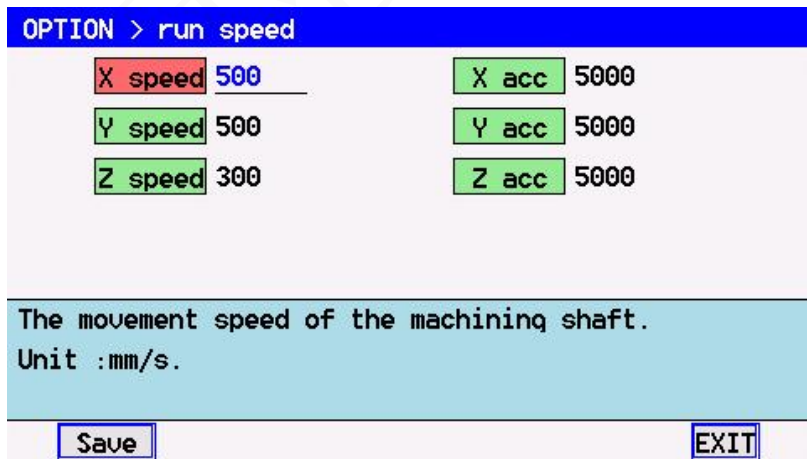 OPTION > run speed
X speed 500 X acc 5000
Y speed 500 Y acc 5000
Z speed 300 Z acc 5000
The movement speed of the machining shaft.
Unit :mm/s.
Save EXIT